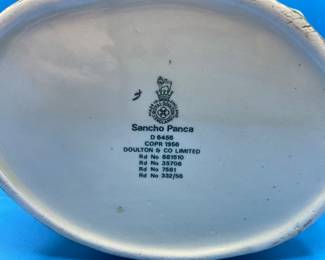 Sancho Panca
D 6456
COPR 1956
DOULTON & CO LIMITED
Rd No 881510
Rd No 35706
Rd No 7561
Rd No 332/56